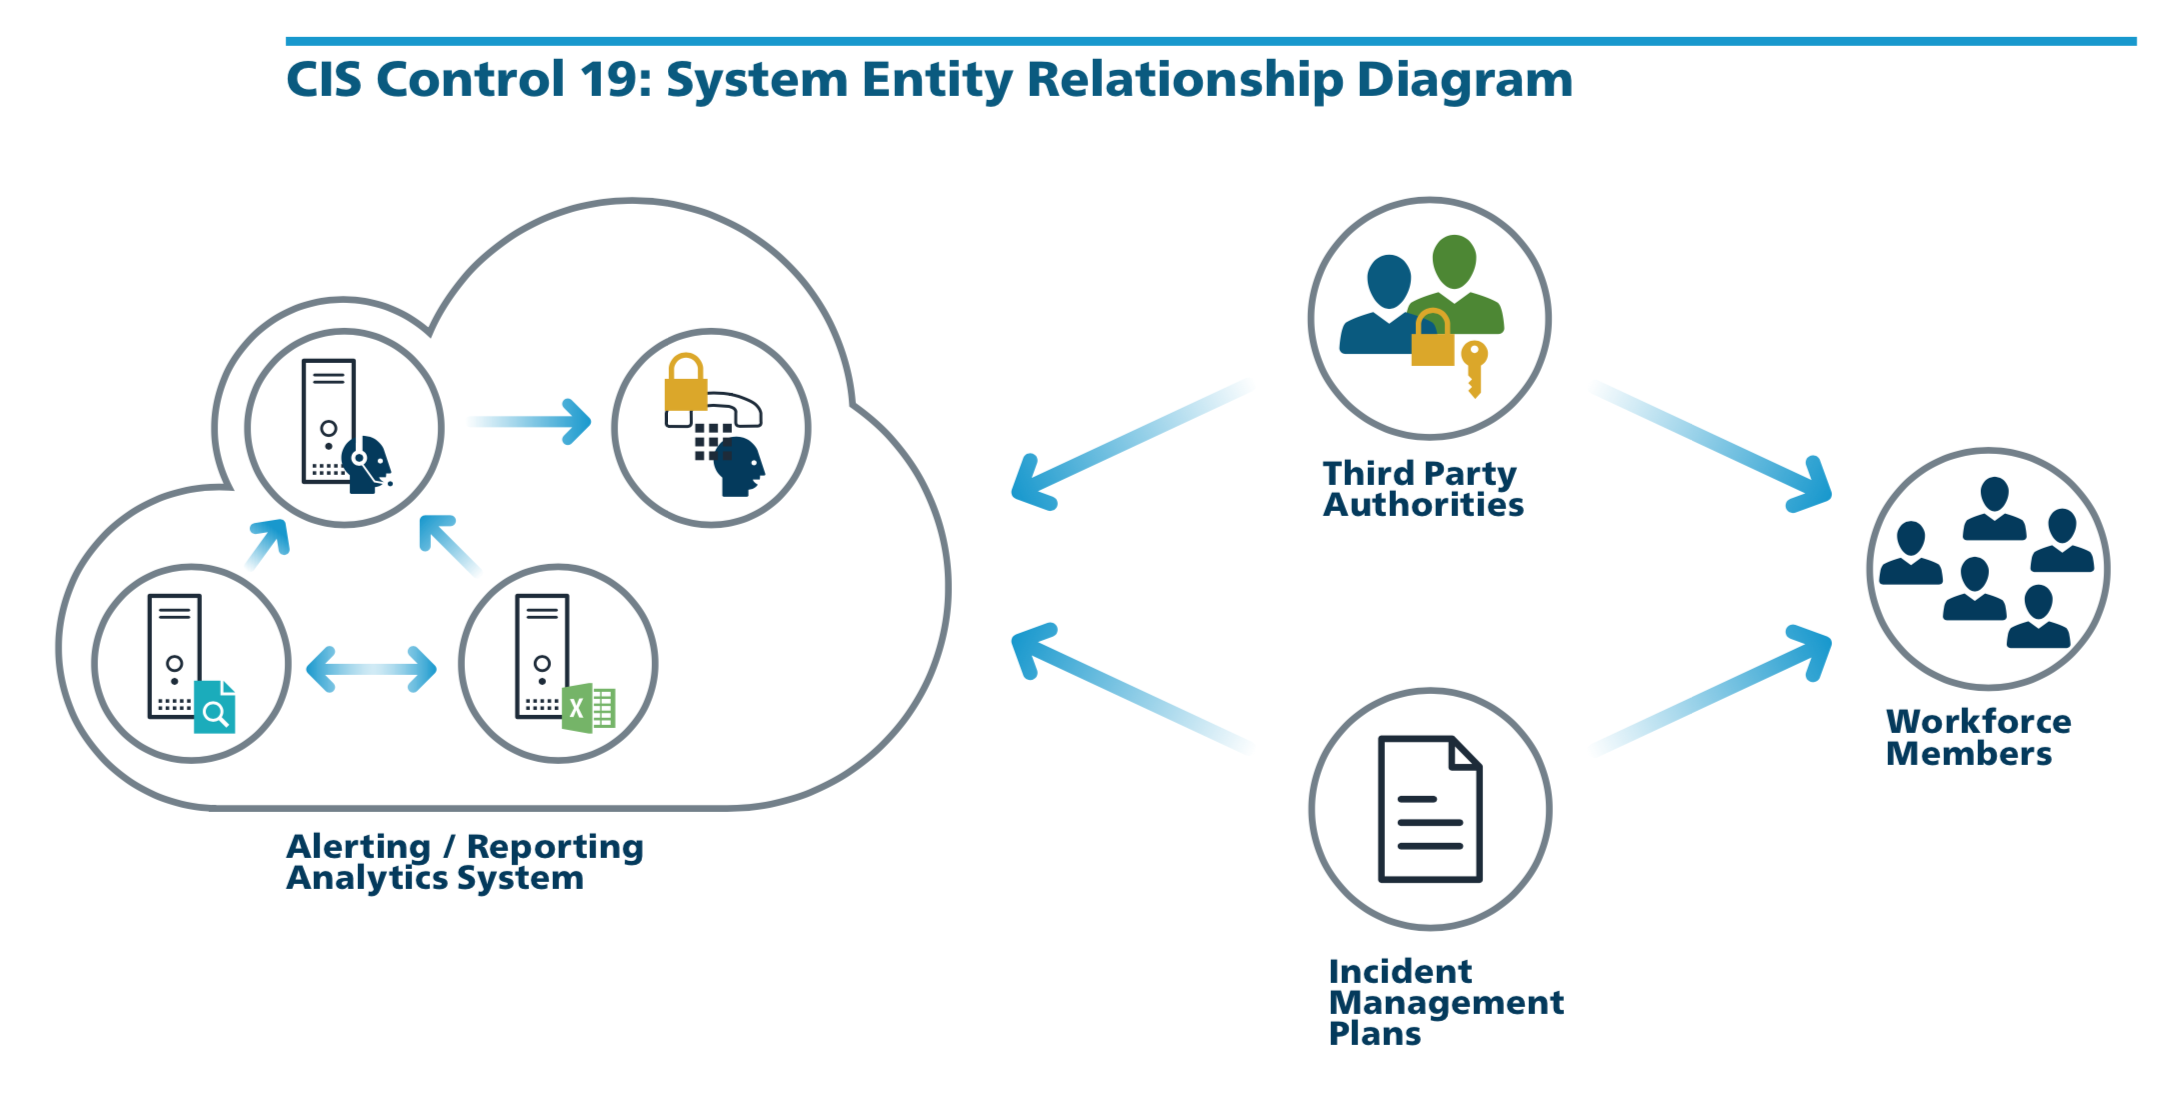 CIS Control 19: System Entity Relationship Diagram
Third Party
Authorities
X
Workforce
Members
Alerting / Reporting
Analytics System
Incident
Management
Plans